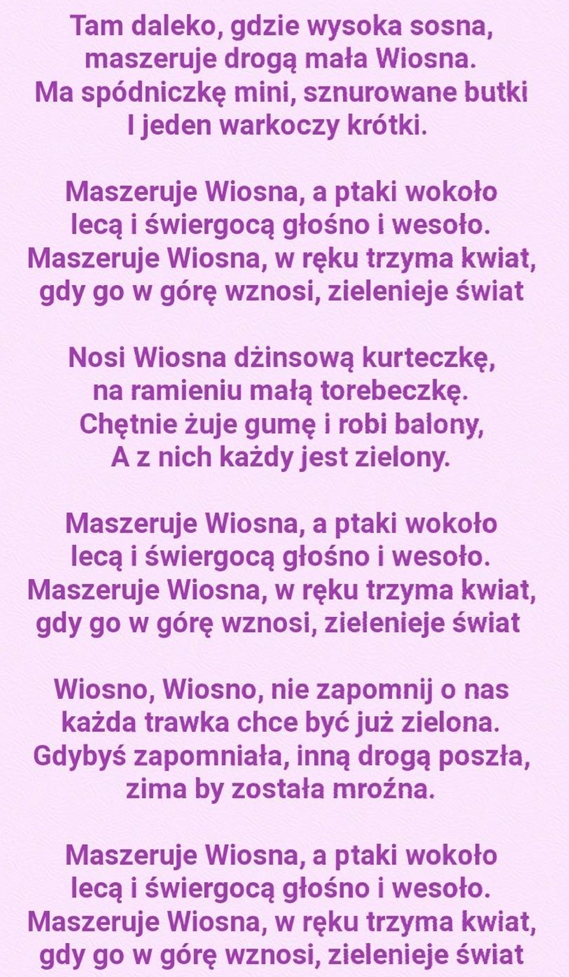 Tam daleko, gdzie wysoka sosna,
maszeruje drogą mała Wiosna.
Ma spódniczkę mini, sznurowane butki
I jeden warkoczy krótki.
Maszeruje Wiosna, a ptaki wokoło
lecą i świergocą głośno i wesoło.
Maszeruje Wiosna, w ręku trzyma kwiat,
gdy go w górę wznosi, zielenieje świat
Nosi Wiosna dżinsową kurteczkę,
na ramieniu małą torebeczkę.
Chętnie żuje gumę i robi balony,
A z nich każdy jest zielony.
Maszeruje Wiosna, a ptaki wokoło
lecą i świergocą głośno i wesoło.
Maszeruje Wiosna, w ręku trzyma kwiat,
gdy go w górę wznosi, zielenieje świat
Wiosno, Wiosno, nie zapomnij o nas
każda trawka chce być już zielona.
Gdybyś zapomniała, inną drogą poszła,
zima by została mroźna.
Maszeruje Wiosna, a ptaki wokoło
lecą i świergocą głośno i wesoło.
Maszeruje Wiosna, w ręku trzyma kwiat,
gdy go w górę wznosi, zielenieje świat